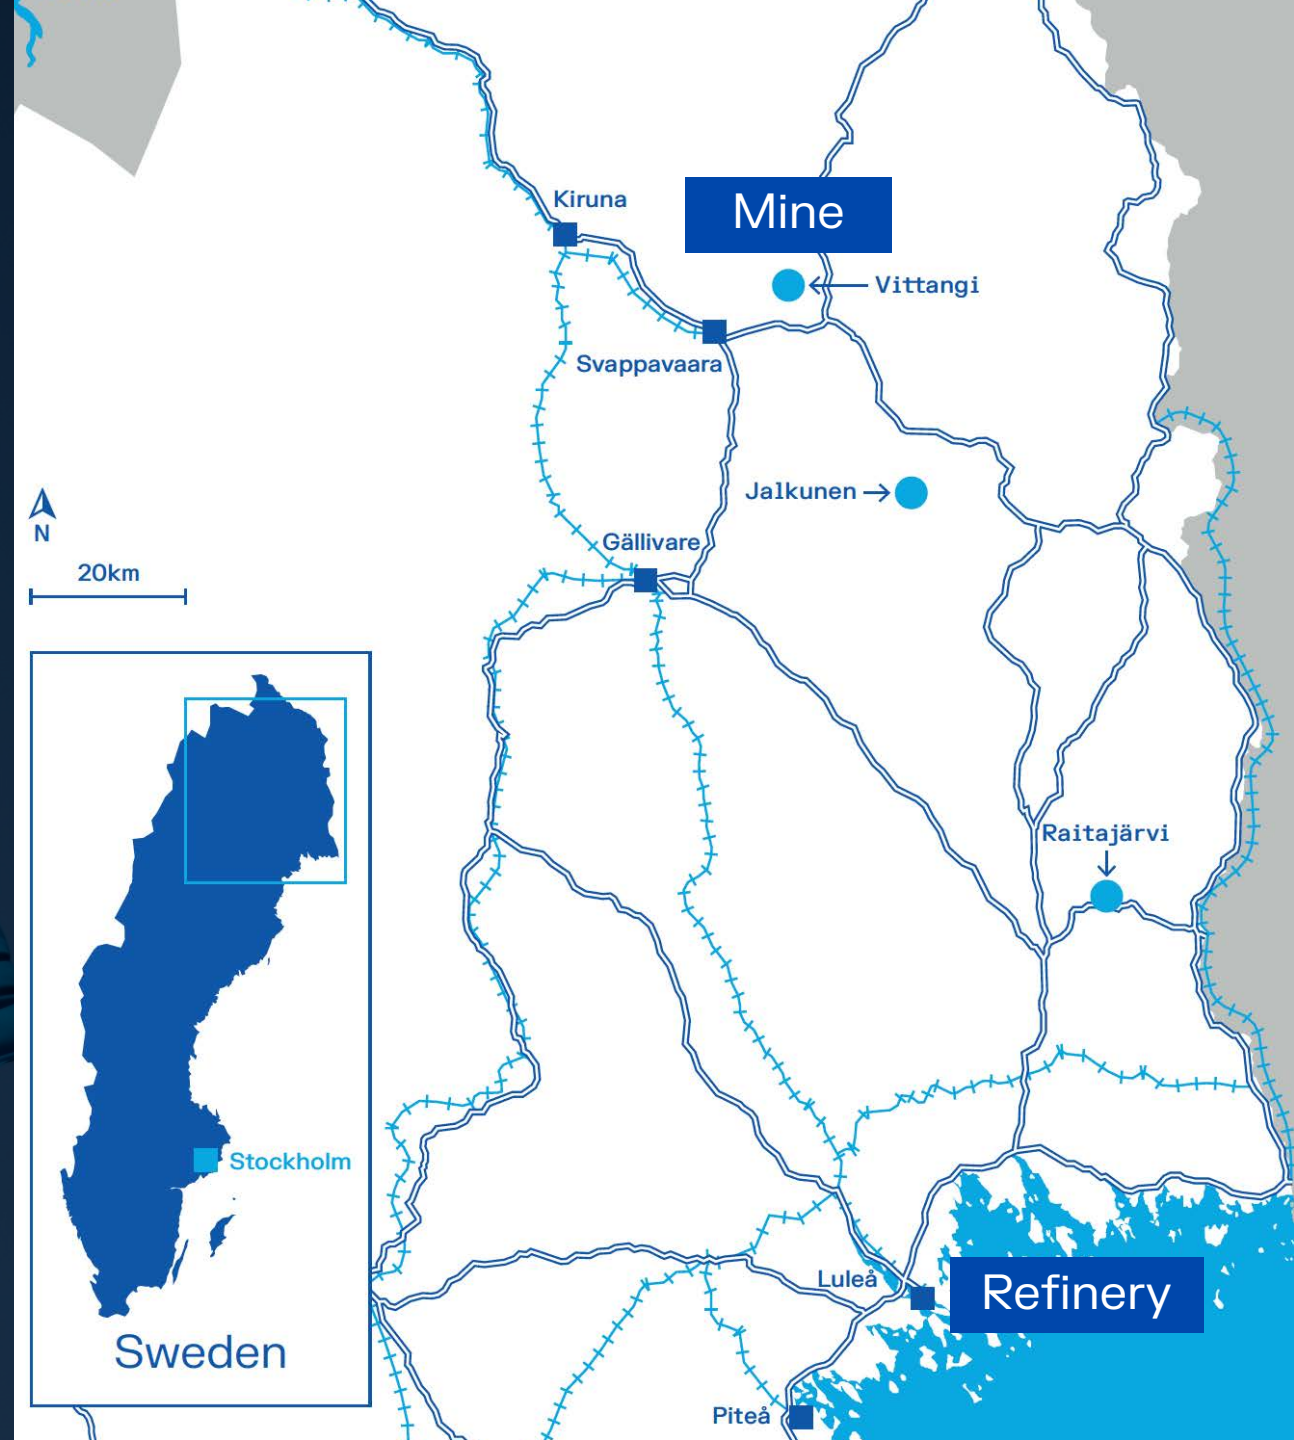 Kiruna
Mine
Vittangi
Svappavaara
Jalkunen
N
Gällivare
20km
Raitajärvi
Stockholm
Luleå
Refinery
Sweden
Piteå